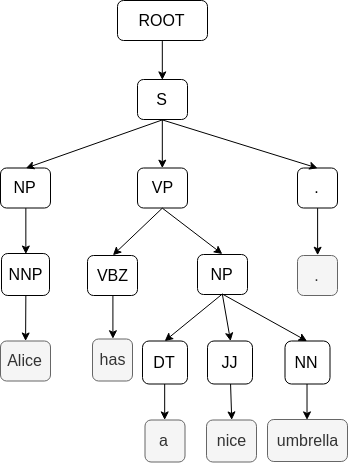 ROOT
S
NP VP .
NNP VBZ NP .
Alice has DT JJ NN
a nice umbrella